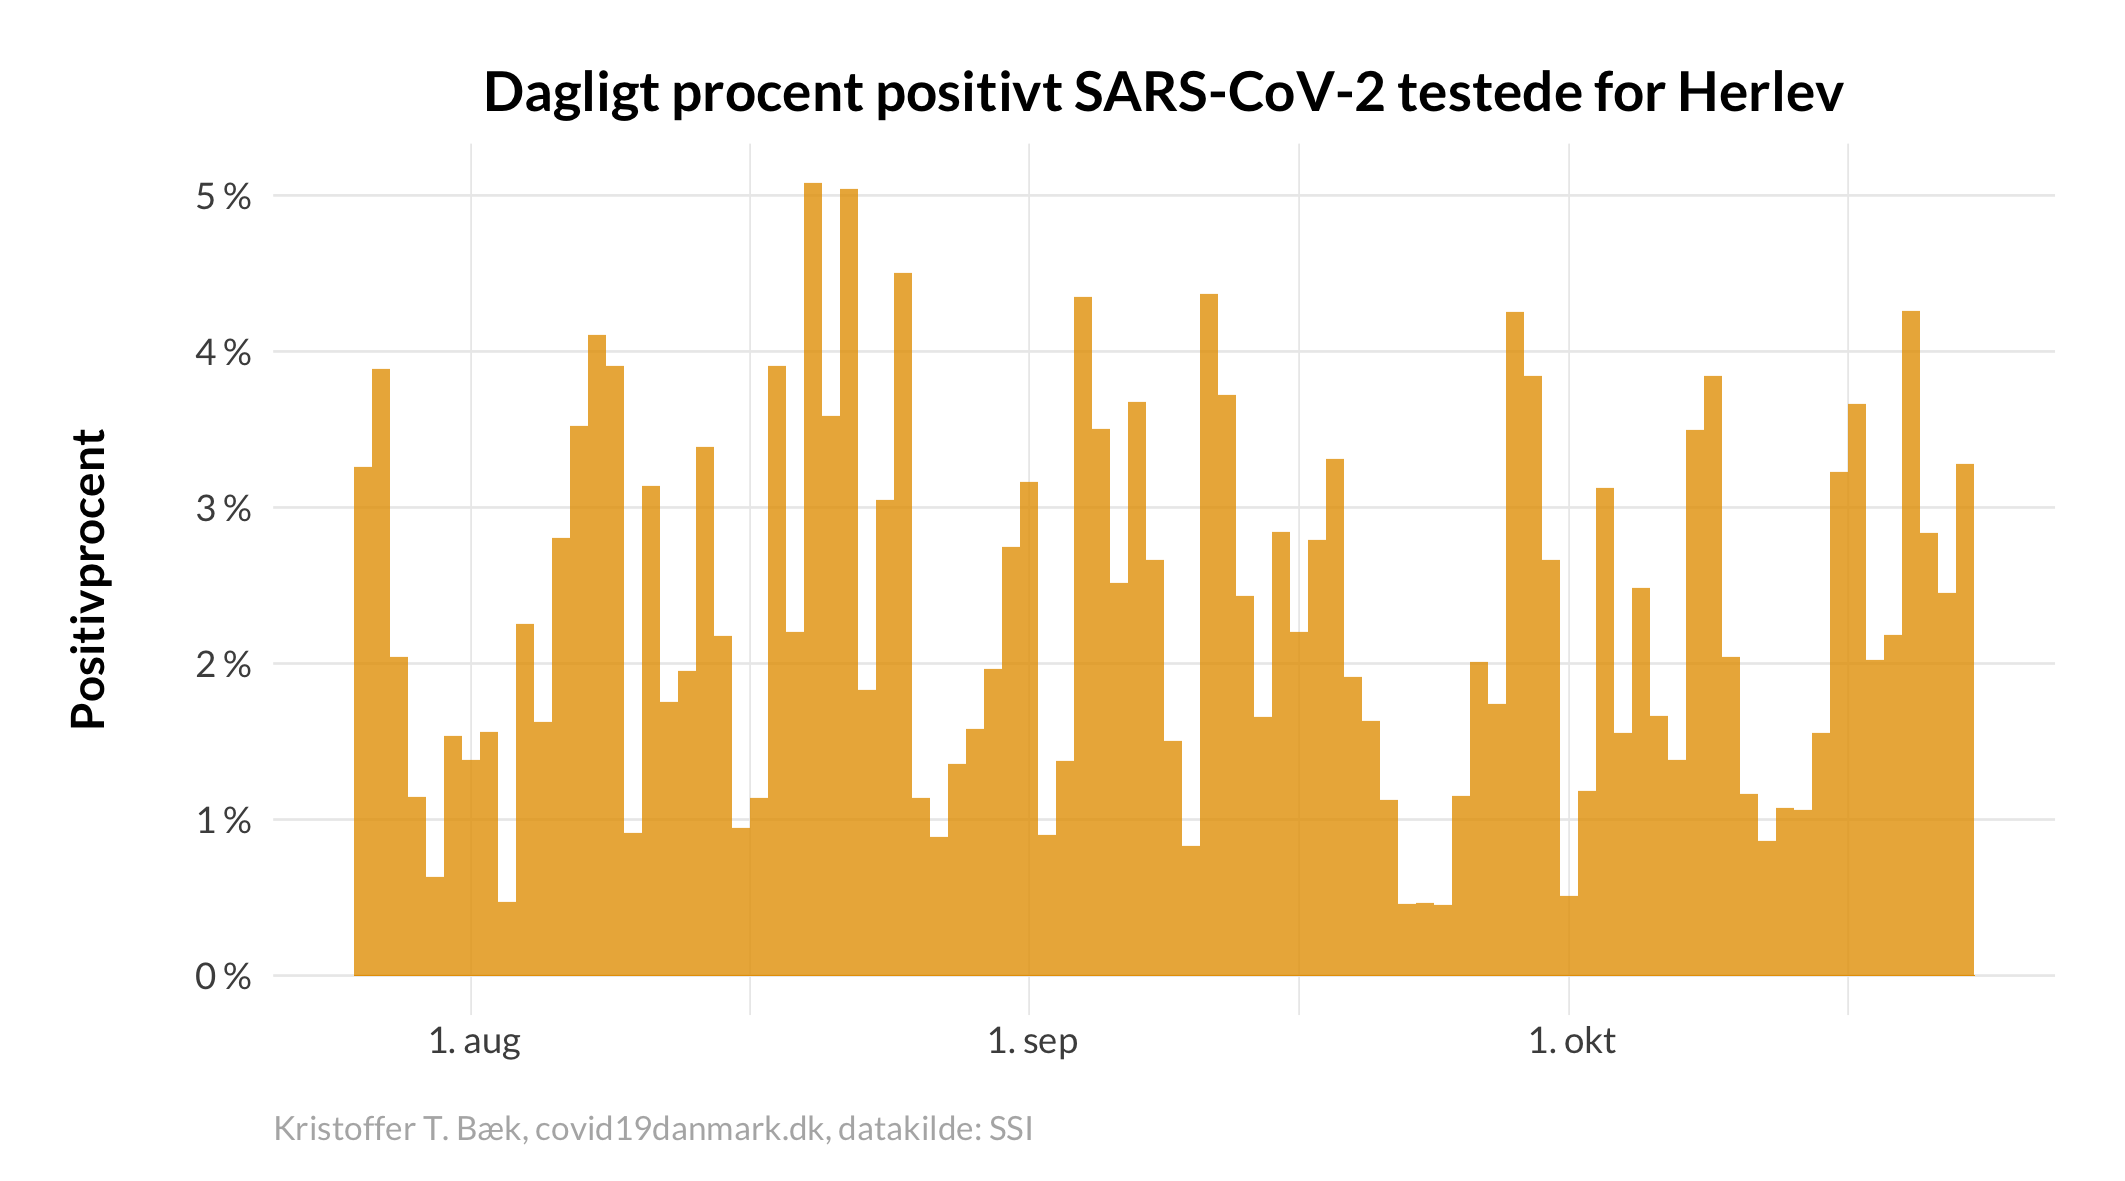 Dagligt procent positivt SARS-CoV-2 testede for Herlev
Positivprocent
5 %
4 %
3 %
2 %
1 %
0 %
1. aug
1. sep
1. okt
Kristoffer T. Bæk, covid19danmark.dk, datakilde: SSI